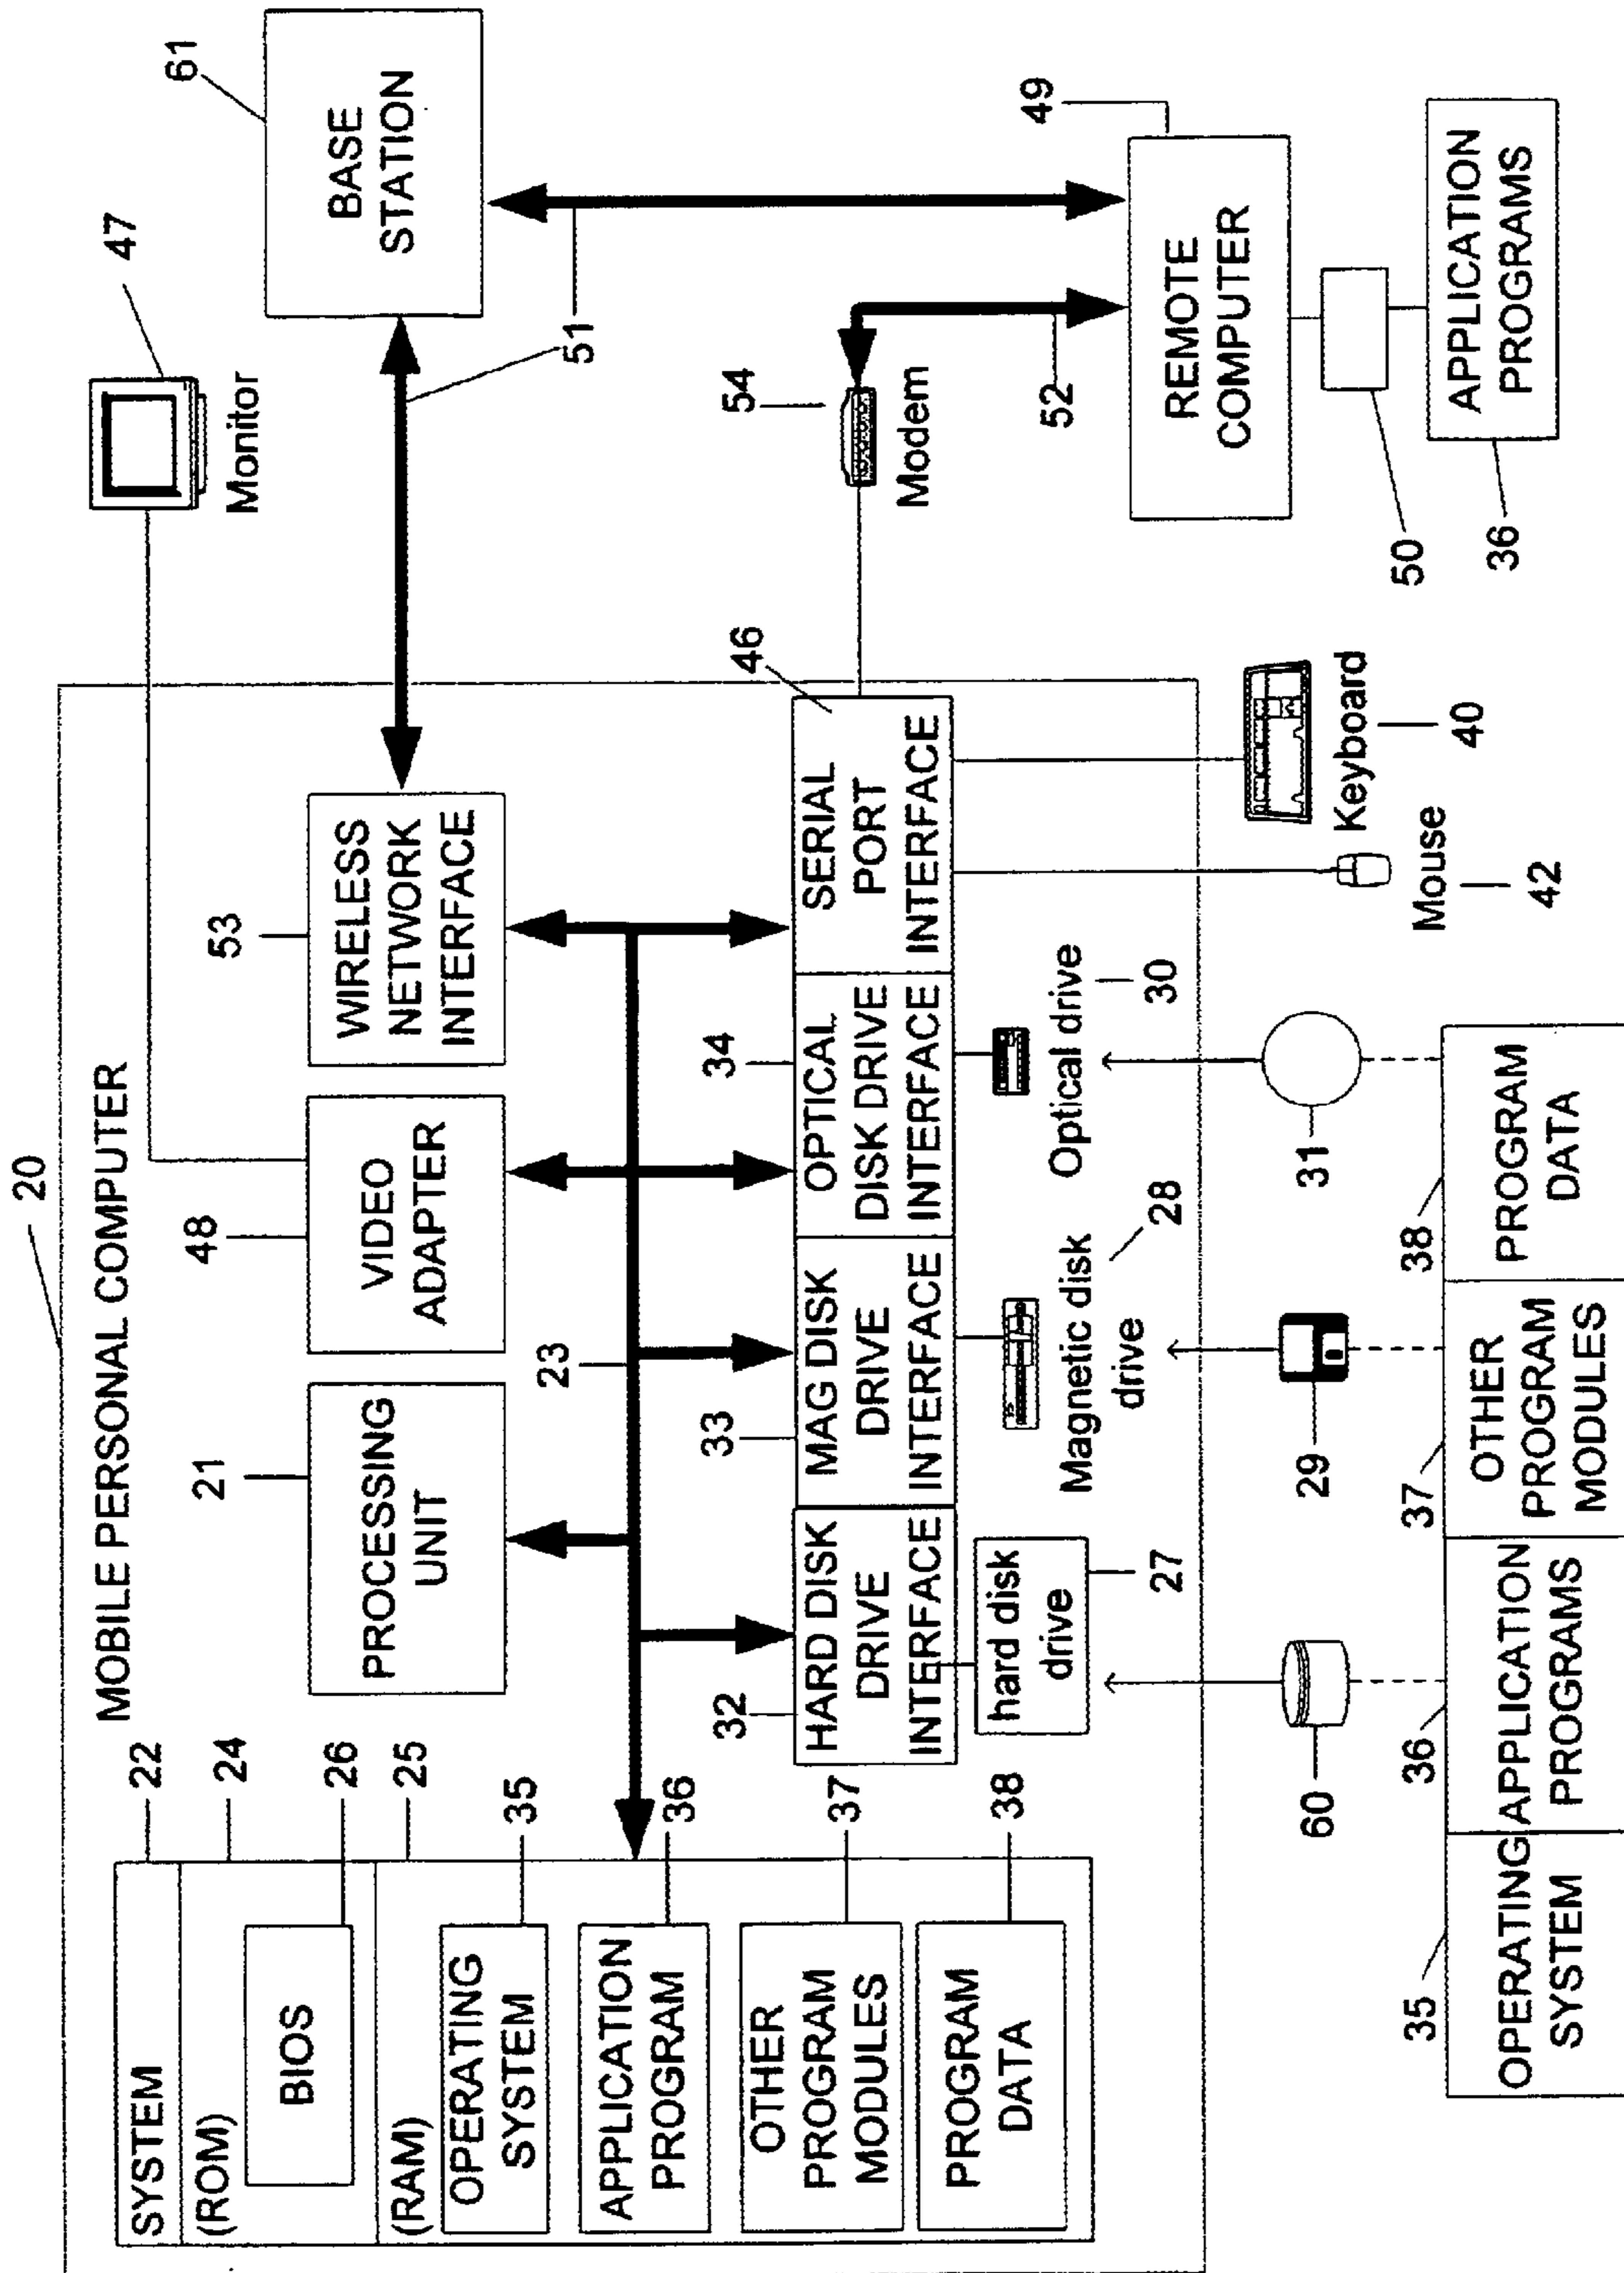 20
MOBILE PERSONAL COMPUTER
SYSTEM
22
(ROM)
24
BIOS
26
(RAM)
25
OPERATING
SYSTEM
35
APPLICATION
PROGRAM
36
OTHER
PROGRAM
MODULES
37
PROGRAM
DATA
38
21
PROCESSING
UNIT
48
VIDEO
ADAPTER
53
WIRELESS
NETWORK
INTERFACE
23
47
Monitor
61
BASE
STATION
51
32
HARD DISK
DRIVE
INTERFACE
33
MAG DISK
DRIVE
INTERFACE
34
OPTICAL
DISK DRIVE
INTERFACE
46
SERIAL
PORT
INTERFACE
hard disk
drive
27
Magnetic disk
drive
28
Optical drive
30
54
Modem
52
49
REMOTE
COMPUTER
50
36
APPLICATION
PROGRAMS
Keyboard
40
Mouse
42
60
29
31
35
OPERATING
SYSTEM
36
APPLICATION
PROGRAMS
37
OTHER
PROGRAM
MODULES
38
PROGRAM
DATA